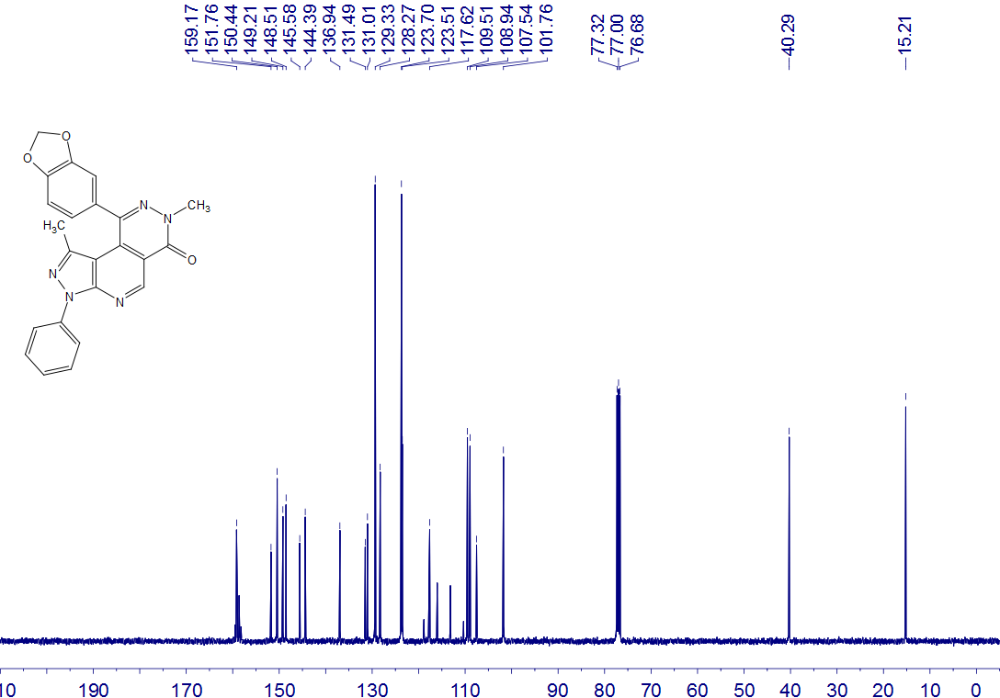 159.17
151.76
150.44
149.21
148.51
145.58
144.39
136.94
131.49
131.01
129.33
128.27
123.70
123.51
117.62
109.51
108.94
107.54
101.76
77.32
77.00
76.68
40.29
15.21
O
O
N
N
CH3
H3C
O
N
N
N
10 190 170 150 130 110 90 80 70 60 50 40 30 20 10 0